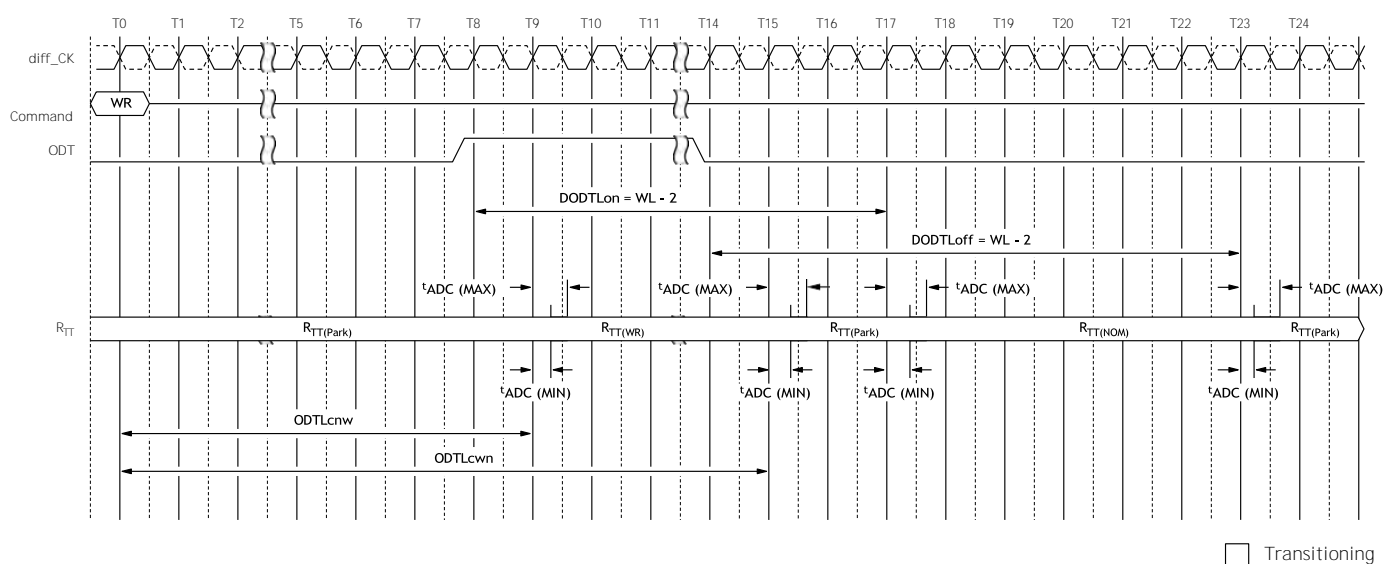 T0 T1 T2 T5 T6 T7 T8 T9 T10 T11 T14 T15 T16 T17 T18 T19 T20 T21 T22 T23 T24
diff_CK
WR
Command
ODT
DODTLon = WL - 2
DODTLoff = WL - 2
tADC (MAX) tADC (MAX) tADC (MAX) tADC (MAX)
RTT RTT(Park) RTT(WR) RTT(Park) RTT(NOM) RTT(Park)
tADC (MIN) tADC (MIN) tADC (MIN) tADC (MIN)
ODTLcnw
ODTLcwn
Transitioning